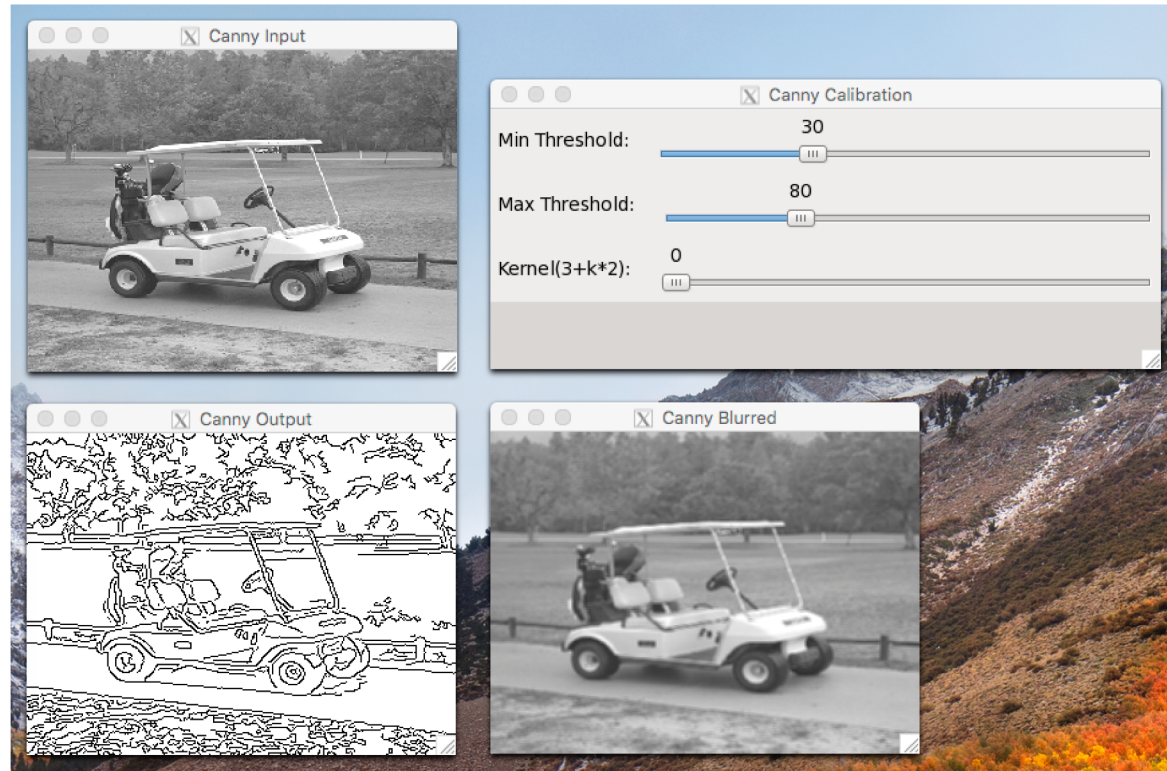 Canny Input
Canny Calibration
Min Threshold:
30
Max Threshold:
80
Kernel(3+k*2):
0
Canny Output
Canny Blurred